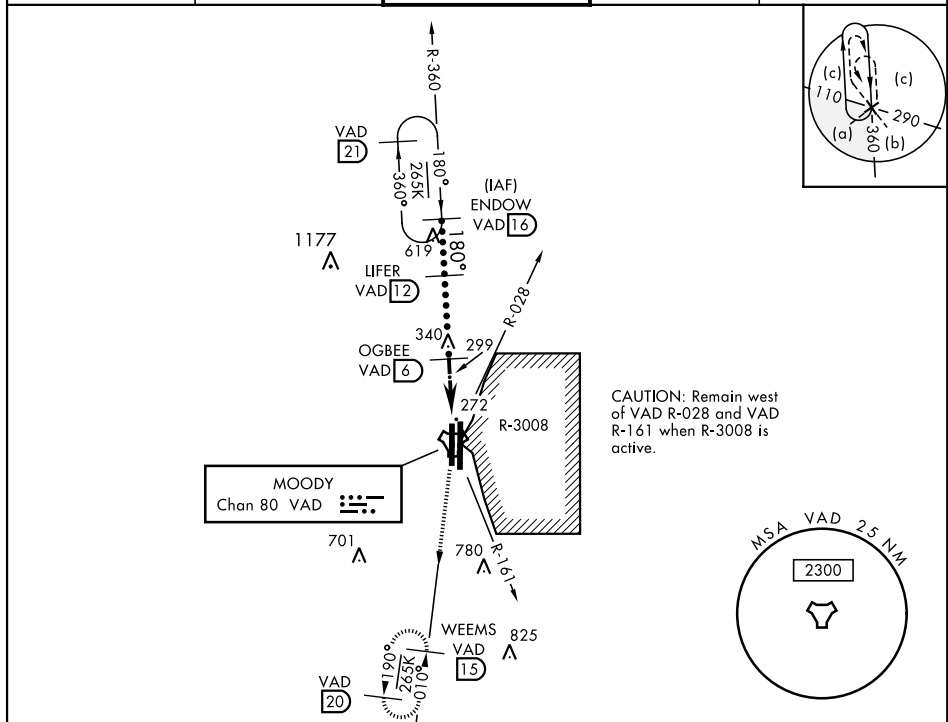 R-360
VAD
21
360°
265K
180°
(IAF)
ENDOW
VAD 16
1177
619
180°
LIFER
VAD 12
340
OGBEE
VAD 6
299
R-028
272
R-3008
CAUTION: Remain west
of VAD R-028 and VAD
R-161 when R-3008 is
active.
MOODY
Chan 80 VAD
701
780
R-161
WEEMS
VAD
15
825
190°
265K
010°
VAD
20
(c)
(c)
110
290
(a)
360
(b)
MSA VAD 25 NM
2300